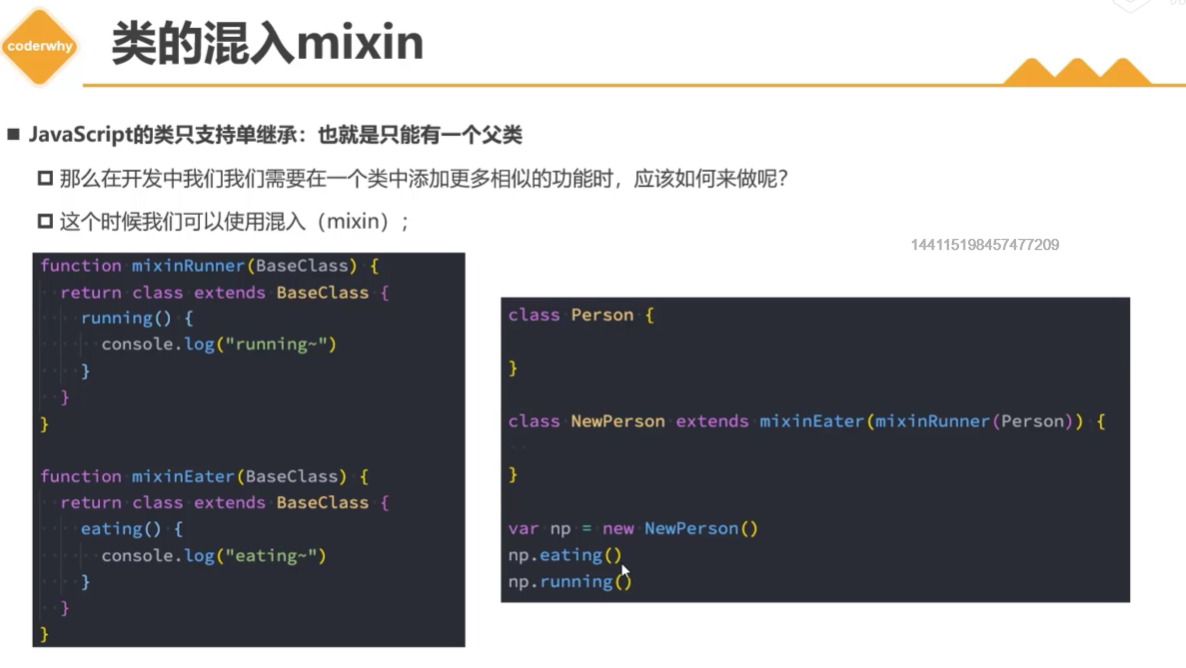 coderwhy
类的混入mixin
JavaScript的类只支持单继承：也就是只能有一个父类
那么在开发中我们我们需要在一个类中添加更多相似的功能时，应该如何来做呢？
这个时候我们可以使用混入（mixin）；
144115198457477209
function mixinRunner(BaseClass) {
  return class extends BaseClass {
    running() {
      console.log("running~")
    }
  }
}
function mixinEater(BaseClass) {
  return class extends BaseClass {
    eating() {
      console.log("eating~")
    }
  }
}
class Person {
}
class NewPerson extends mixinEater(mixinRunner(Person)) {
}
var np = new NewPerson()
np.eating()
np.running()